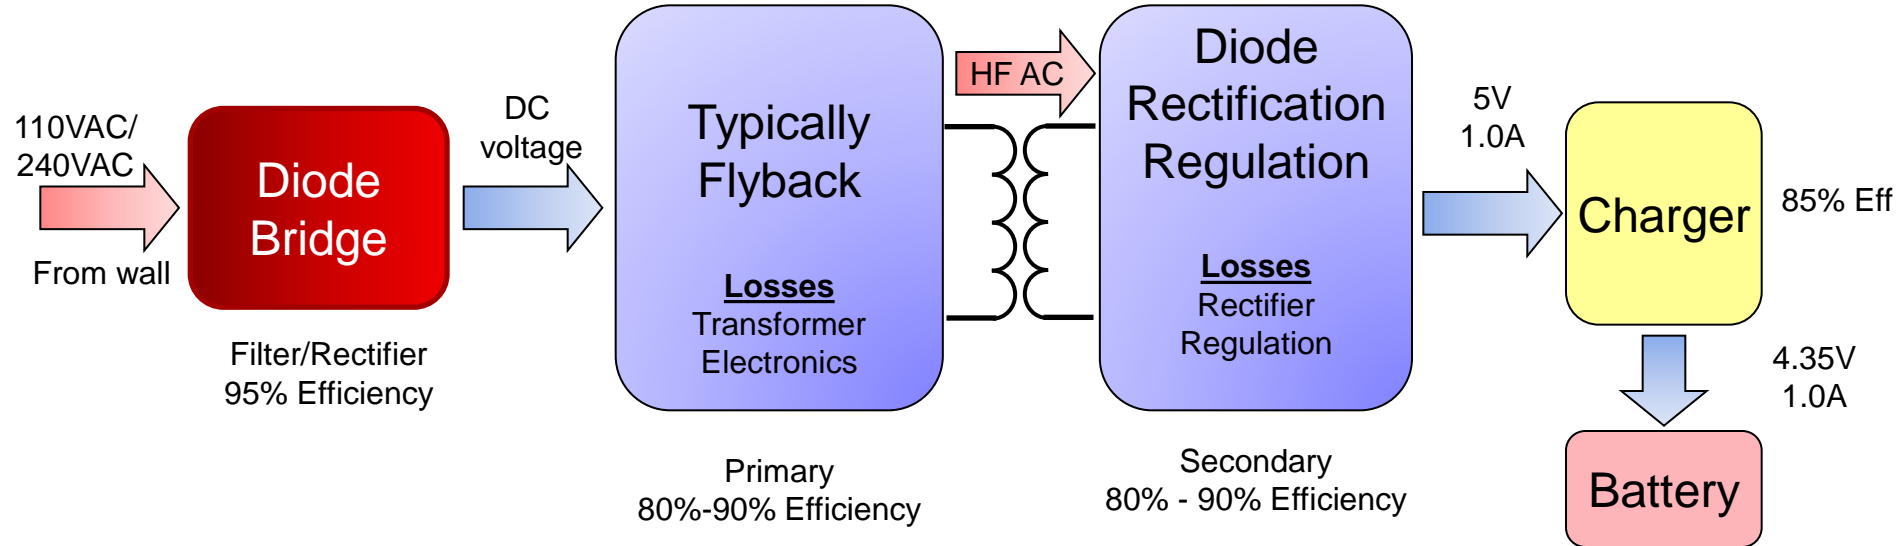 110VAC/
240VAC
From wall
Diode
Bridge
Filter/Rectifier
95% Efficiency
DC
voltage
Typically
Flyback
Losses
Transformer
Electronics
Primary
80%-90% Efficiency
HF AC
Diode
Rectification
Regulation
Losses
Rectifier
Regulation
Secondary
80% - 90% Efficiency
5V
1.0A
Charger
85% Eff
4.35V
1.0A
Battery